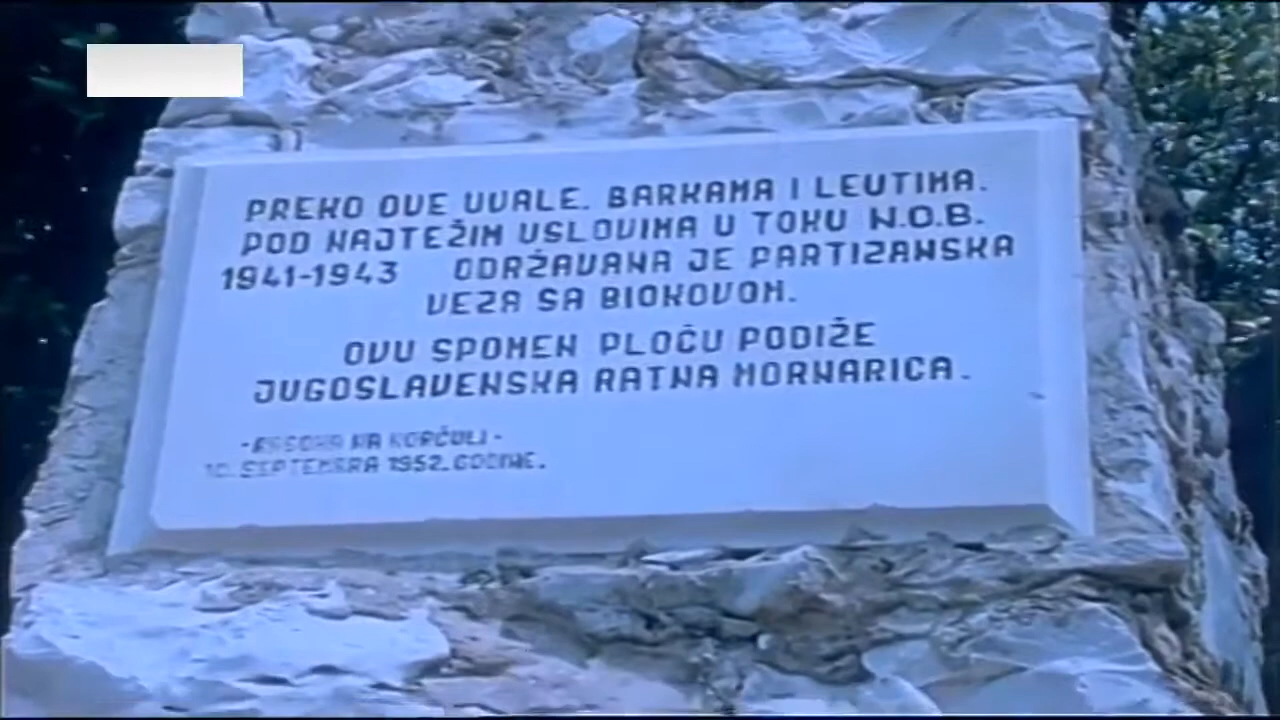 PREKO OVE UVALE. BARKAMA I LEUTIMA.
POD NAJTEŽIM USLOVIMA U TOKU N.O.B.
1941-1943 ODRŽAVANA JE PARTIZANSKA
VEZA SA BIOKOVOM.
OVU SPOMEN PLOČU PODIŽE
JUGOSLAVENSKA RATNA MORNARICA.
NA KORČULI -
10. SEPTEMBRA 1952. GODINE.